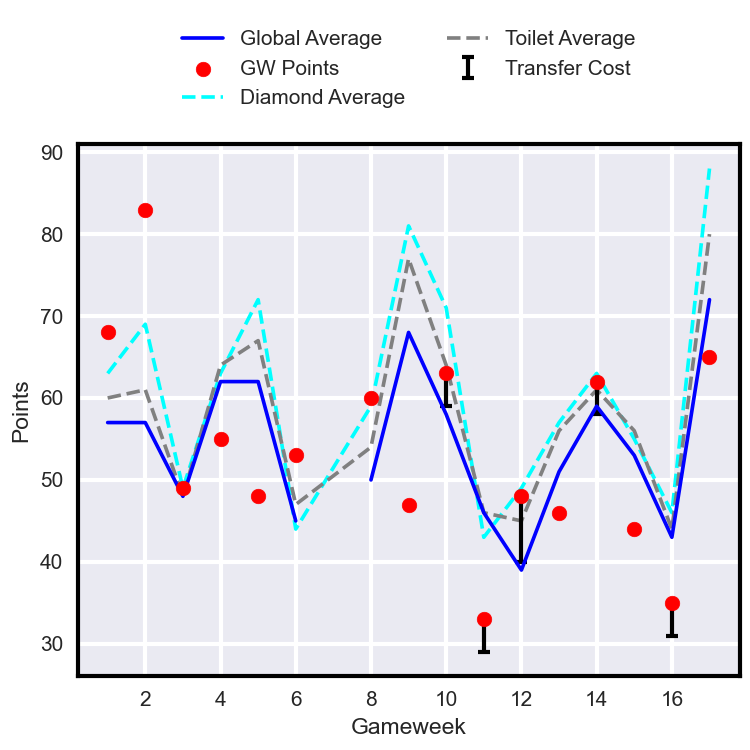 Global Average
GW Points
Diamond Average
Toilet Average
Transfer Cost
90
80
70
60
50
40
30
Points
2 4 6 8 10 12 14 16
Gameweek